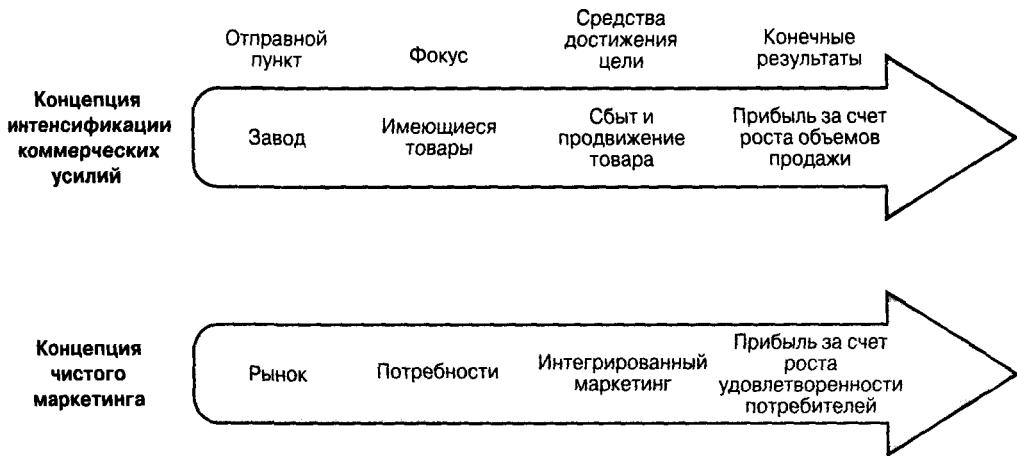 Отправной
пункт
Фокус
Средства
достижения
цели
Конечные
результаты
Концепция
интенсификации
коммерческих
усилий
Завод
Имеющиеся
товары
Сбыт и
продвижение
товара
Прибыль за счет
роста объемов
продажи
Концепция
чистого
маркетинга
Рынок
Потребности
Интегрированный
маркетинг
Прибыль за счет
роста
удовлетворенности
потребителей